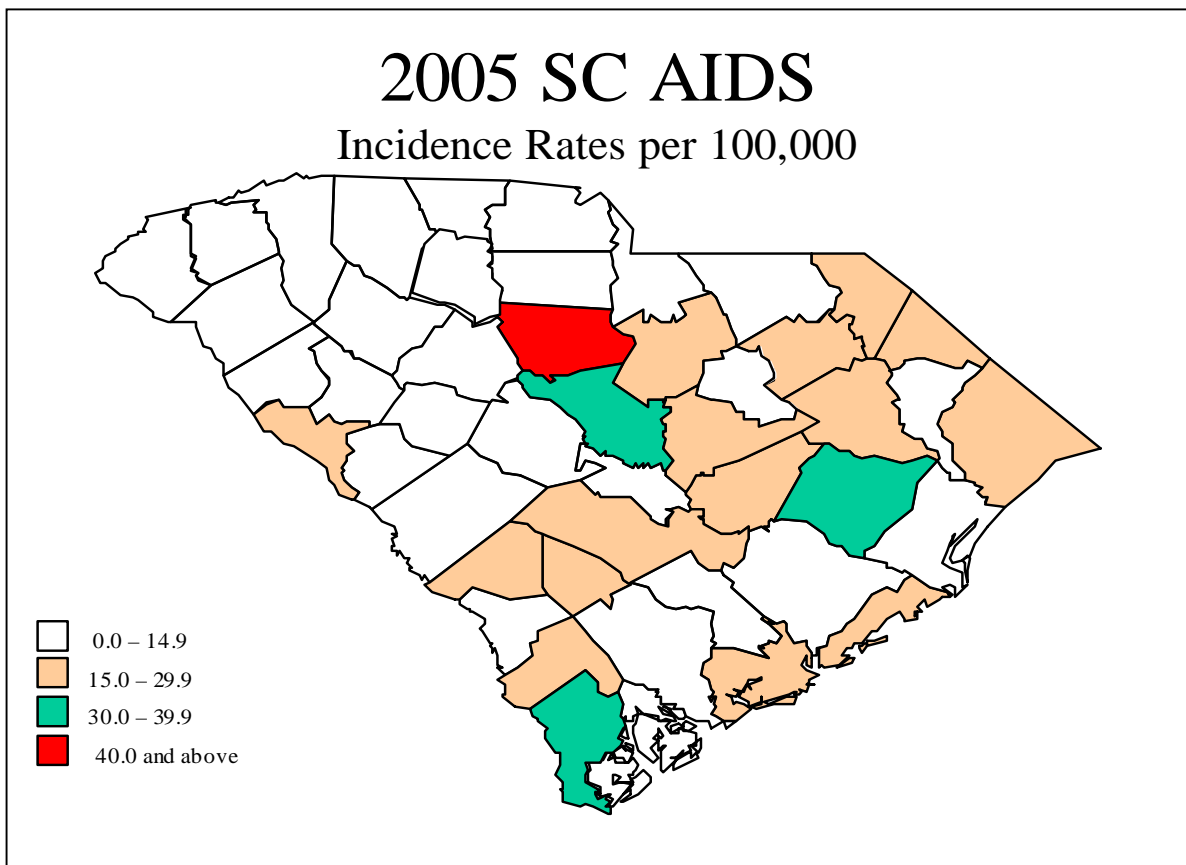 2005 SC AIDS
Incidence Rates per 100,000
0.0 – 14.9
15.0 – 29.9
30.0 – 39.9
40.0 and above